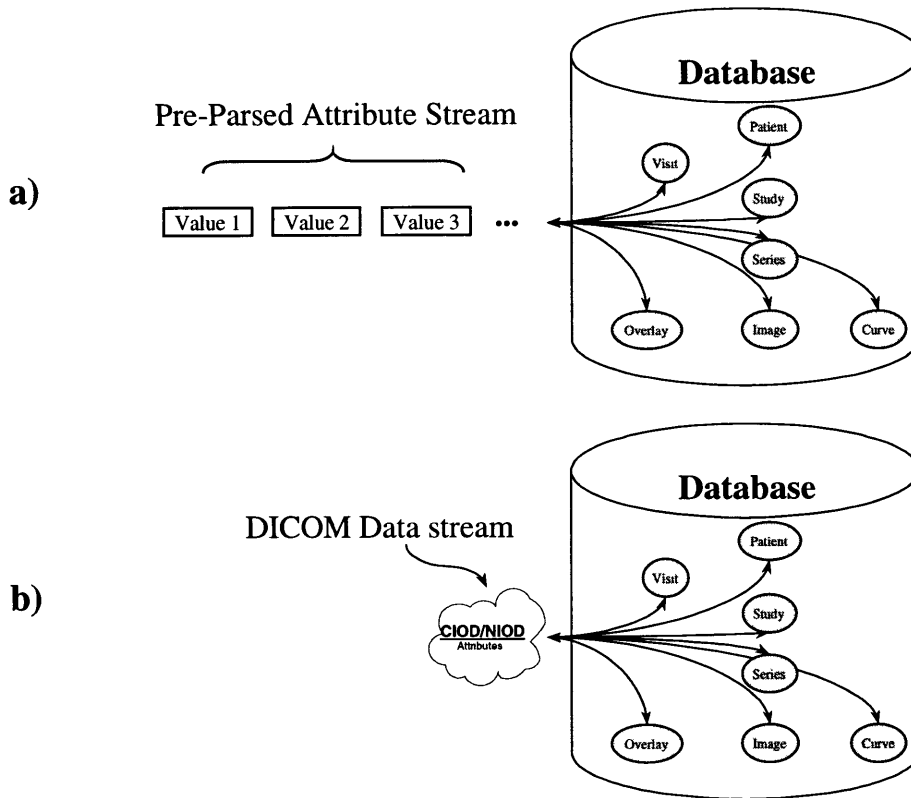 a)
Pre-Parsed Attribute Stream
Value 1 Value 2 Value 3 ...
Database
Patient
Visit
Study
Series
Overlay Image Curve
b)
DICOM Data stream
CIOD/NIOD
Attributes
Database
Patient
Visit
Study
Series
Overlay Image Curve